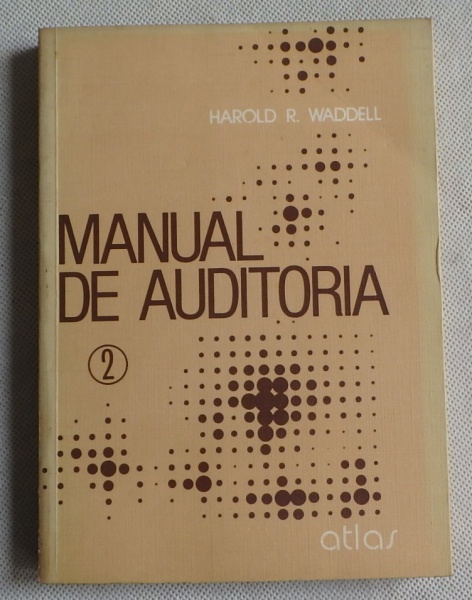 HAROLD R. WADDELL
MANUAL
DE AUDITORIA
2
atlas